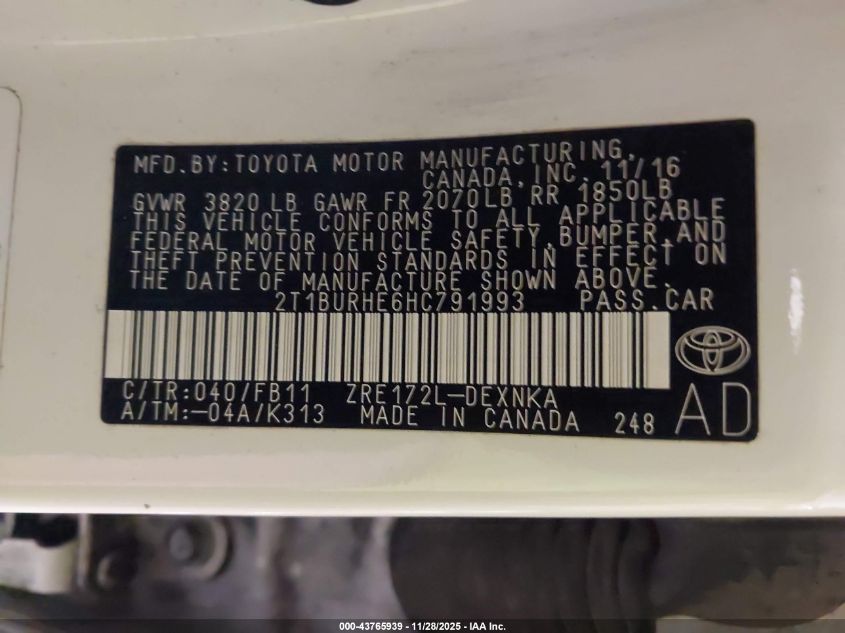 MFD.BY:TOYOTA MOTOR MANUFACTURING,
CANADA,INC. 11/16
GVWR 3820 LB GAWR FR 2070LB RR 1850LB
THIS VEHICLE CONFORMS TO ALL APPLICABLE
FEDERAL MOTOR VEHICLE SAFETY,BUMPER,AND
THEFT PREVENTION STANDARDS IN EFFECT ON
THE DATE OF MANUFACTURE SHOWN ABOVE.
2T1BURHE6HC791993 PASS.CAR
C/TR:040/FB11 ZRE172L-DEXNKA
A/TM:-04A/K313 MADE IN CANADA 248 AD
000-43765939 - 11/28/2025 - IAA Inc.